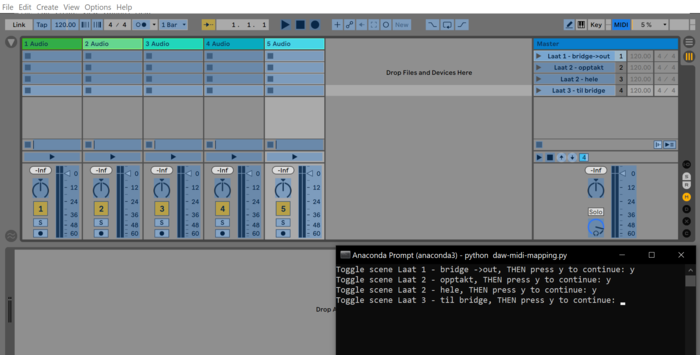 File Edit Create View Options Help
Link Tap 120.00 4 / 4 1 Bar 1. 1. 1 New Key MIDI 5 %
1 Audio 2 Audio 3 Audio 4 Audio 5 Audio Master
Laat 1 - bridge->out 1 120.00 4 / 4
Laat 2 - opptakt 2 120.00 4 / 4
Drop Files and Devices Here
Laat 2 - hele 3 120.00 4 / 4
Laat 3 - til bridge 4 120.00 4 / 4
4
-Inf -Inf -Inf -Inf -Inf -Inf
0 0 0 0 0 0
12 12 12 12 12 12
24 24 24 24 24 24
1 2 3 4 5 Solo
36 36 36 36 36 36
S S S S S
48 48 48 48 48 48
60 60 60 60 60 60
Anaconda Prompt (anaconda3) - python daw-midi-mapping.py
Toggle scene Laat 1 - bridge ->out, THEN press y to continue: y
Toggle scene Laat 2 - opptakt, THEN press y to continue: y
Toggle scene Laat 2 - hele, THEN press y to continue: y
Toggle scene Laat 3 - til bridge, THEN press y to continue:
Drop